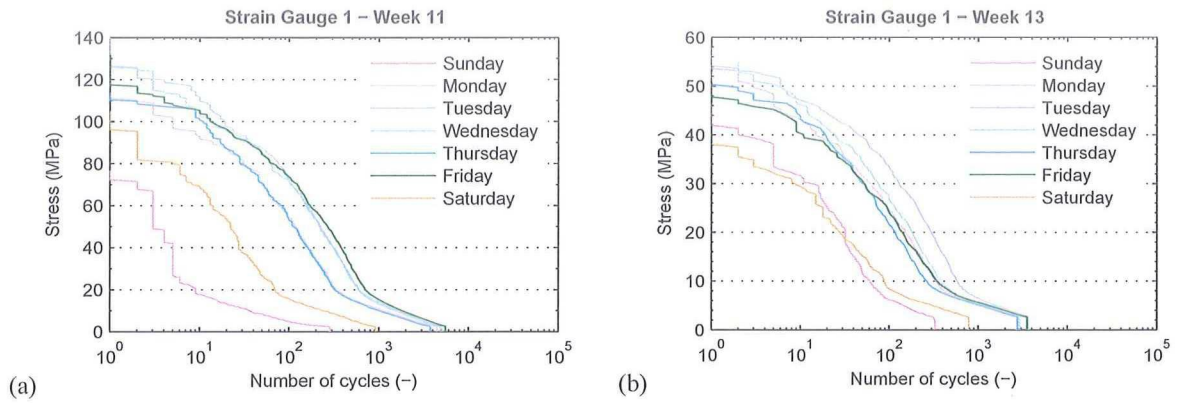 Strain Gauge 1 – Week 11
140
120
100
80
60
40
20
0
Stress (MPa)
10^0 10^1 10^2 10^3 10^4 10^5
Number of cycles (–)
Sunday
Monday
Tuesday
Wednesday
Thursday
Friday
Saturday
(a)
Strain Gauge 1 – Week 13
60
50
40
30
20
10
0
Stress (MPa)
10^0 10^1 10^2 10^3 10^4 10^5
Number of cycles (–)
Sunday
Monday
Tuesday
Wednesday
Thursday
Friday
Saturday
(b)